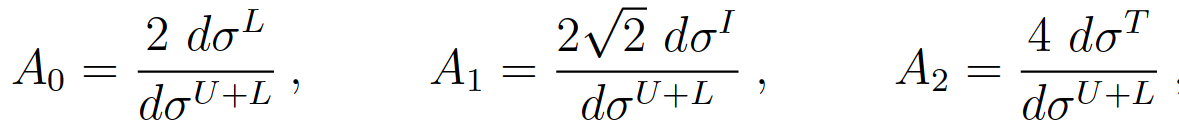 A_0 = \frac{2 \ d\sigma^L}{d\sigma^{U+L}} \ , \qquad A_1 = \frac{2\sqrt{2} \ d\sigma^I}{d\sigma^{U+L}} \ , \qquad A_2 = \frac{4 \ d\sigma^T}{d\sigma^{U+L}} \ ,